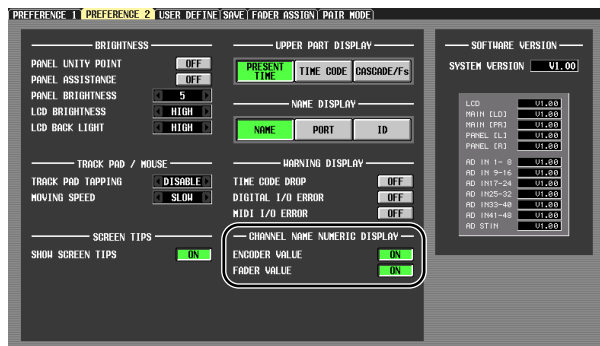 PREFERENCE 1 PREFERENCE 2 USER DEFINE SAVE FADER ASSIGN PAIR MODE
BRIGHTNESS
PANEL UNITY POINT OFF
PANEL ASSISTANCE OFF
PANEL BRIGHTNESS 5
LCD BRIGHTNESS HIGH
LCD BACK LIGHT HIGH
TRACK PAD / MOUSE
TRACK PAD TAPPING DISABLE
MOVING SPEED SLOW
SCREEN TIPS
SHOW SCREEN TIPS ON
UPPER PART DISPLAY
PRESENT TIME TIME CODE CASCADE/Fs
NAME DISPLAY
NAME PORT ID
WARNING DISPLAY
TIME CODE DROP OFF
DIGITAL I/O ERROR OFF
MIDI I/O ERROR OFF
CHANNEL NAME NUMERIC DISPLAY
ENCODER VALUE ON
FADER VALUE ON
SOFTWARE VERSION
SYSTEM VERSION V1.00
LCD V1.00
MAIN [LD] V1.00
MAIN [PR] V1.00
PANEL [L] V1.00
PANEL [R] V1.00
AD IN 1- 8 V1.00
AD IN 9-16 V1.00
AD IN17-24 V1.00
AD IN25-32 V1.00
AD IN33-40 V1.00
AD IN41-48 V1.00
AD STIN V1.00